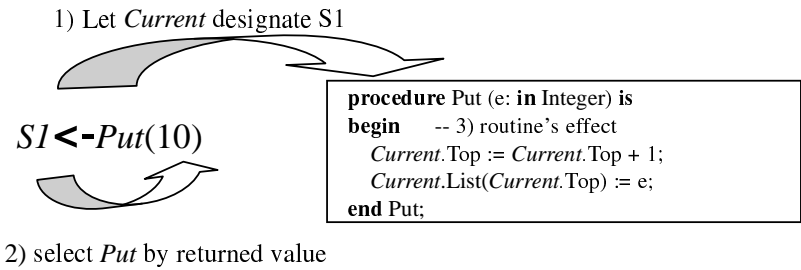 1) Let Current designate S1
procedure Put (e: in Integer) is
begin -- 3) routine's effect
S1<-Put(10)
Current.Top := Current.Top + 1;
Current.List(Current.Top) := e;
end Put;
2) select Put by returned value